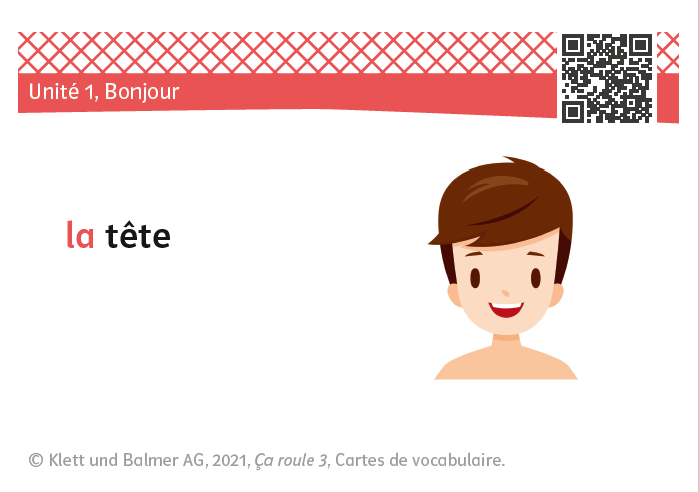 Unité 1, Bonjour
la tête
© Klett und Balmer AG, 2021, Ça roule 3, Cartes de vocabulaire.